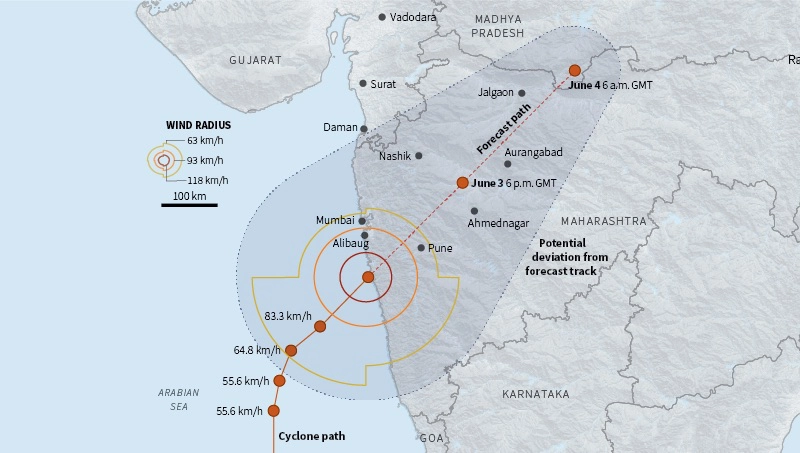 Vadodara
MADHYA
PRADESH
GUJARAT
Ra
Surat
June 4 6 a.m. GMT
Jalgaon
WIND RADIUS
63 km/h
93 km/h
118 km/h
100 km
Daman
Forecast path
Nashik
Aurangabad
June 3 6 p.m. GMT
Mumbai
Ahmednagar
MAHARASHTRA
Alibaug
Pune
Potential
deviation from
forecast track
83.3 km/h
64.8 km/h
55.6 km/h
ARABIAN
SEA
KARNATAKA
55.6 km/h
Cyclone path
GOA